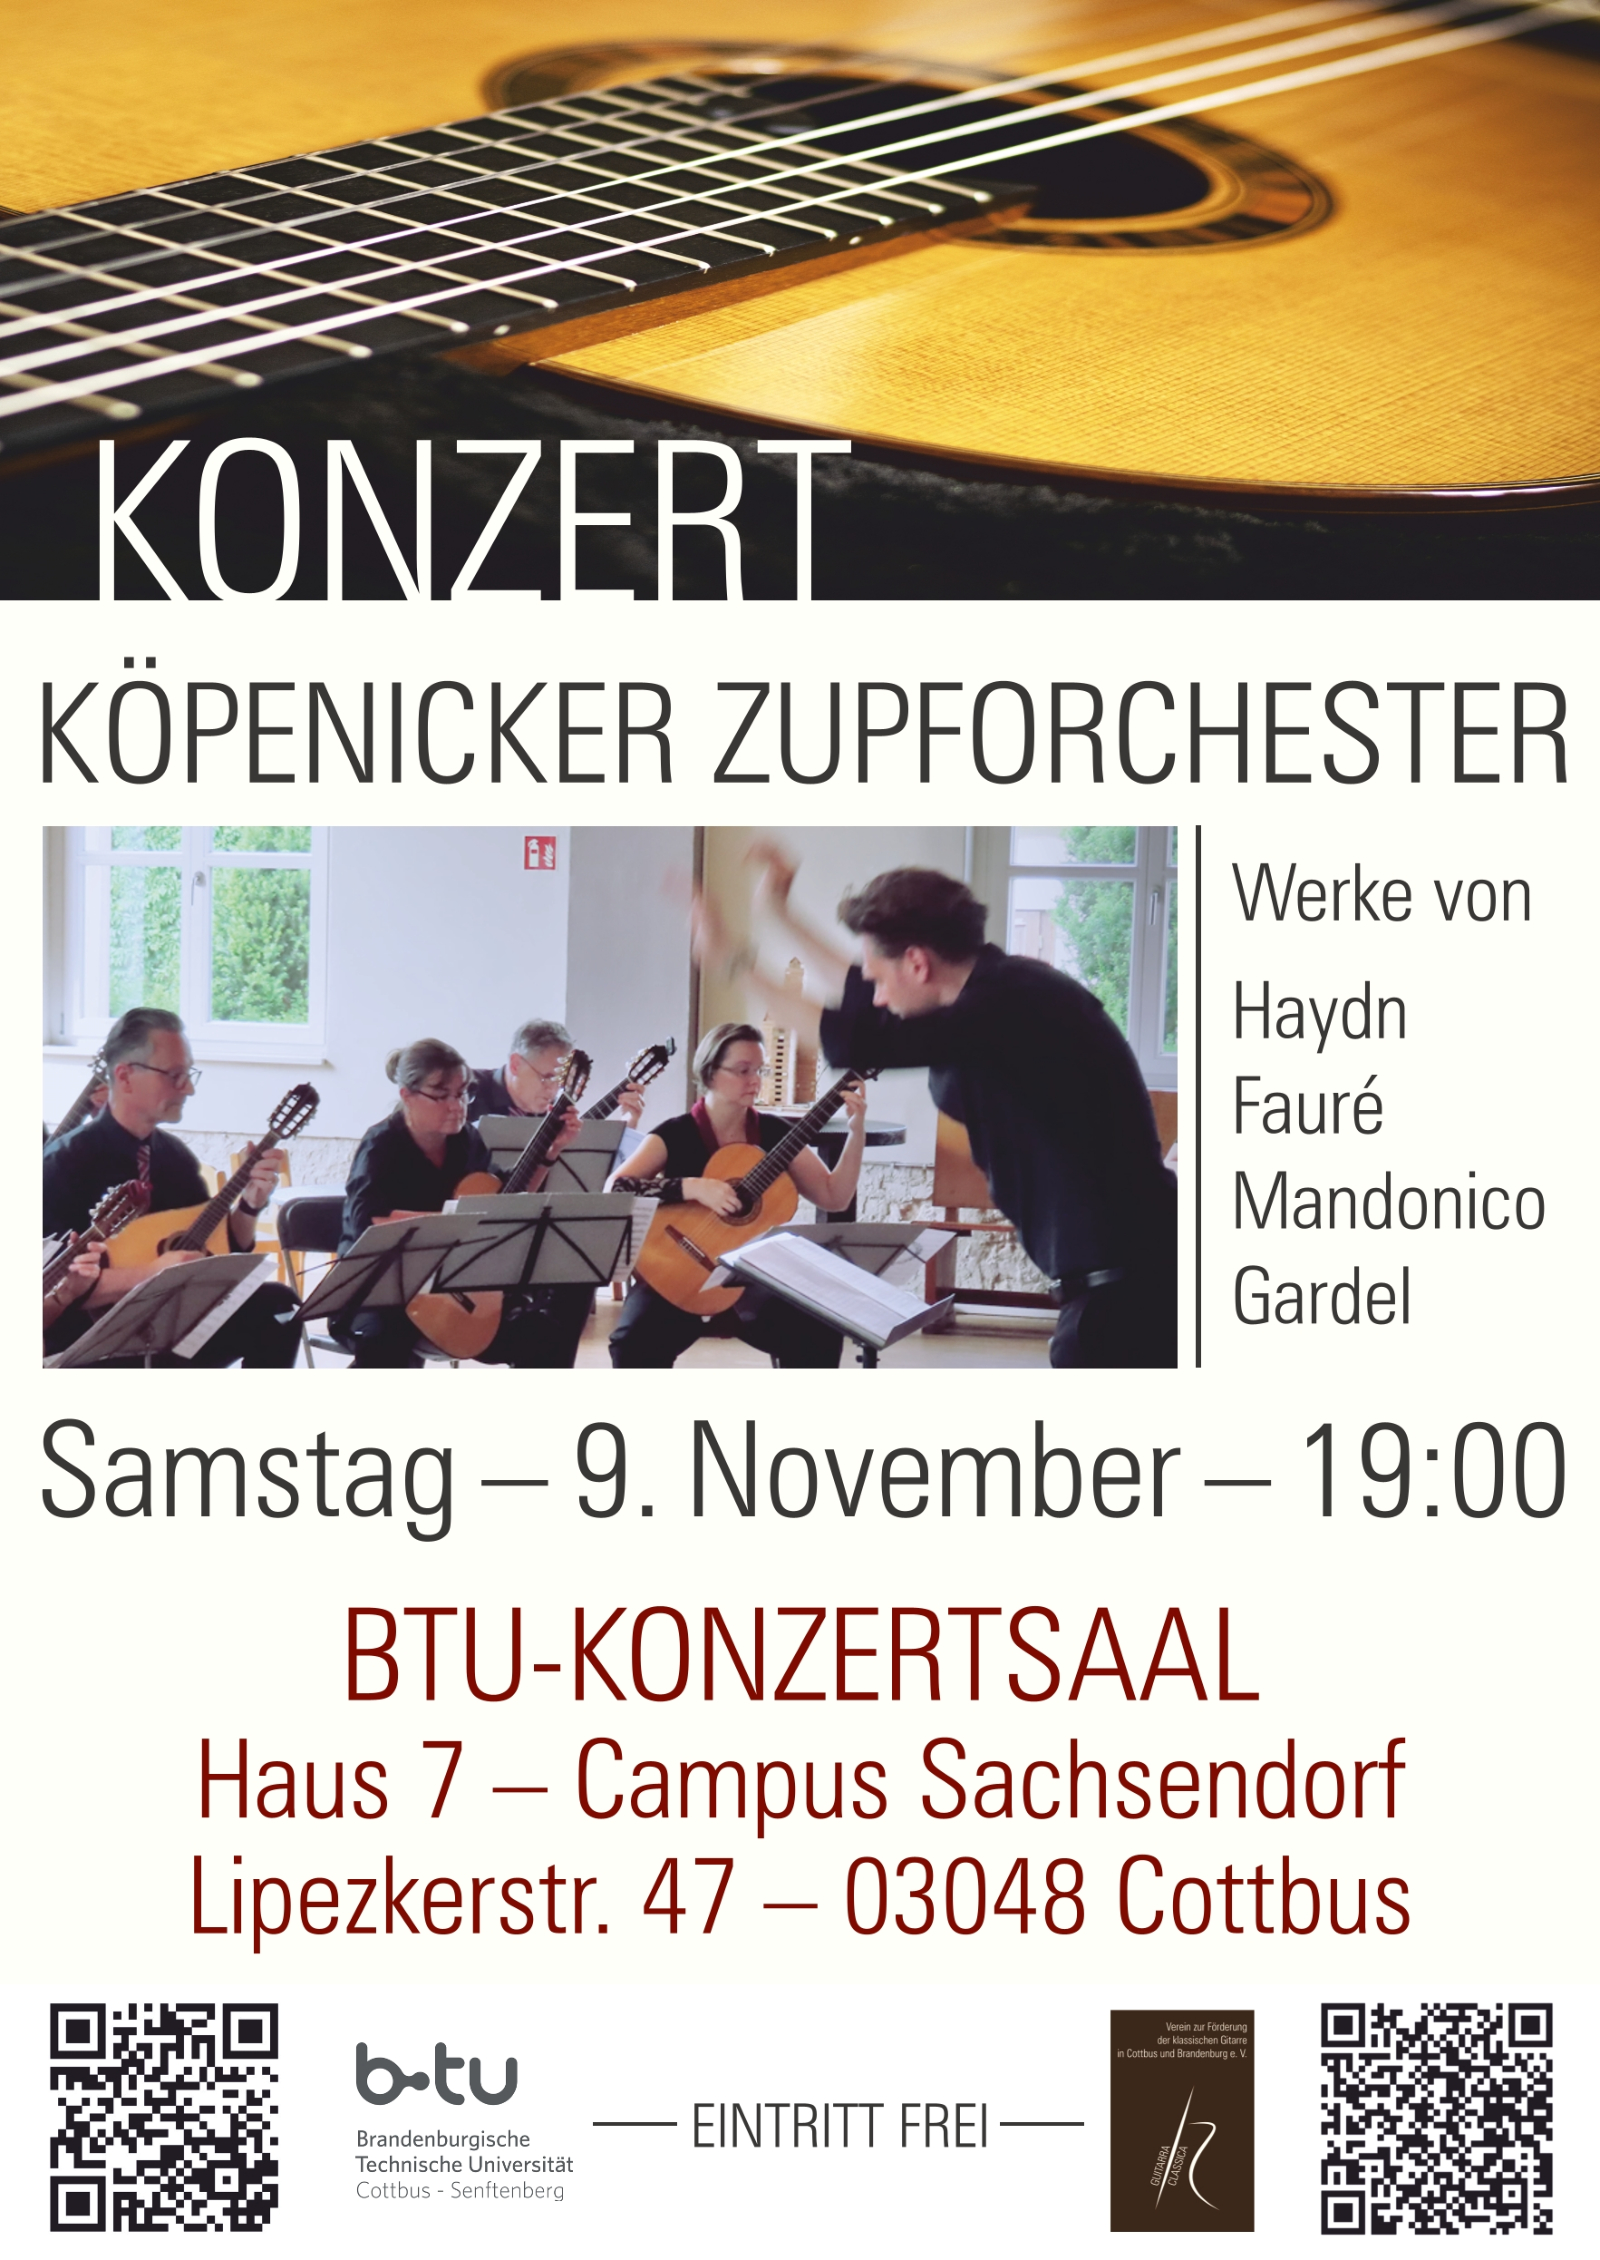 KONZERT
KÖPENICKER ZUPFORCHESTER
Werke von
Haydn
Fauré
Mandonico
Gardel
Samstag – 9. November – 19:00
BTU-KONZERTSAAL
Haus 7 – Campus Sachsendorf
Lipezkerstr. 47 – 03048 Cottbus
b-tu
Brandenburgische
Technische Universität
Cottbus - Senftenberg
EINTRITT FREI
Verein zur Förderung
der klassischen Gitarre
in Cottbus und Brandenburg e. V.
GUITARRA
CLASSICA